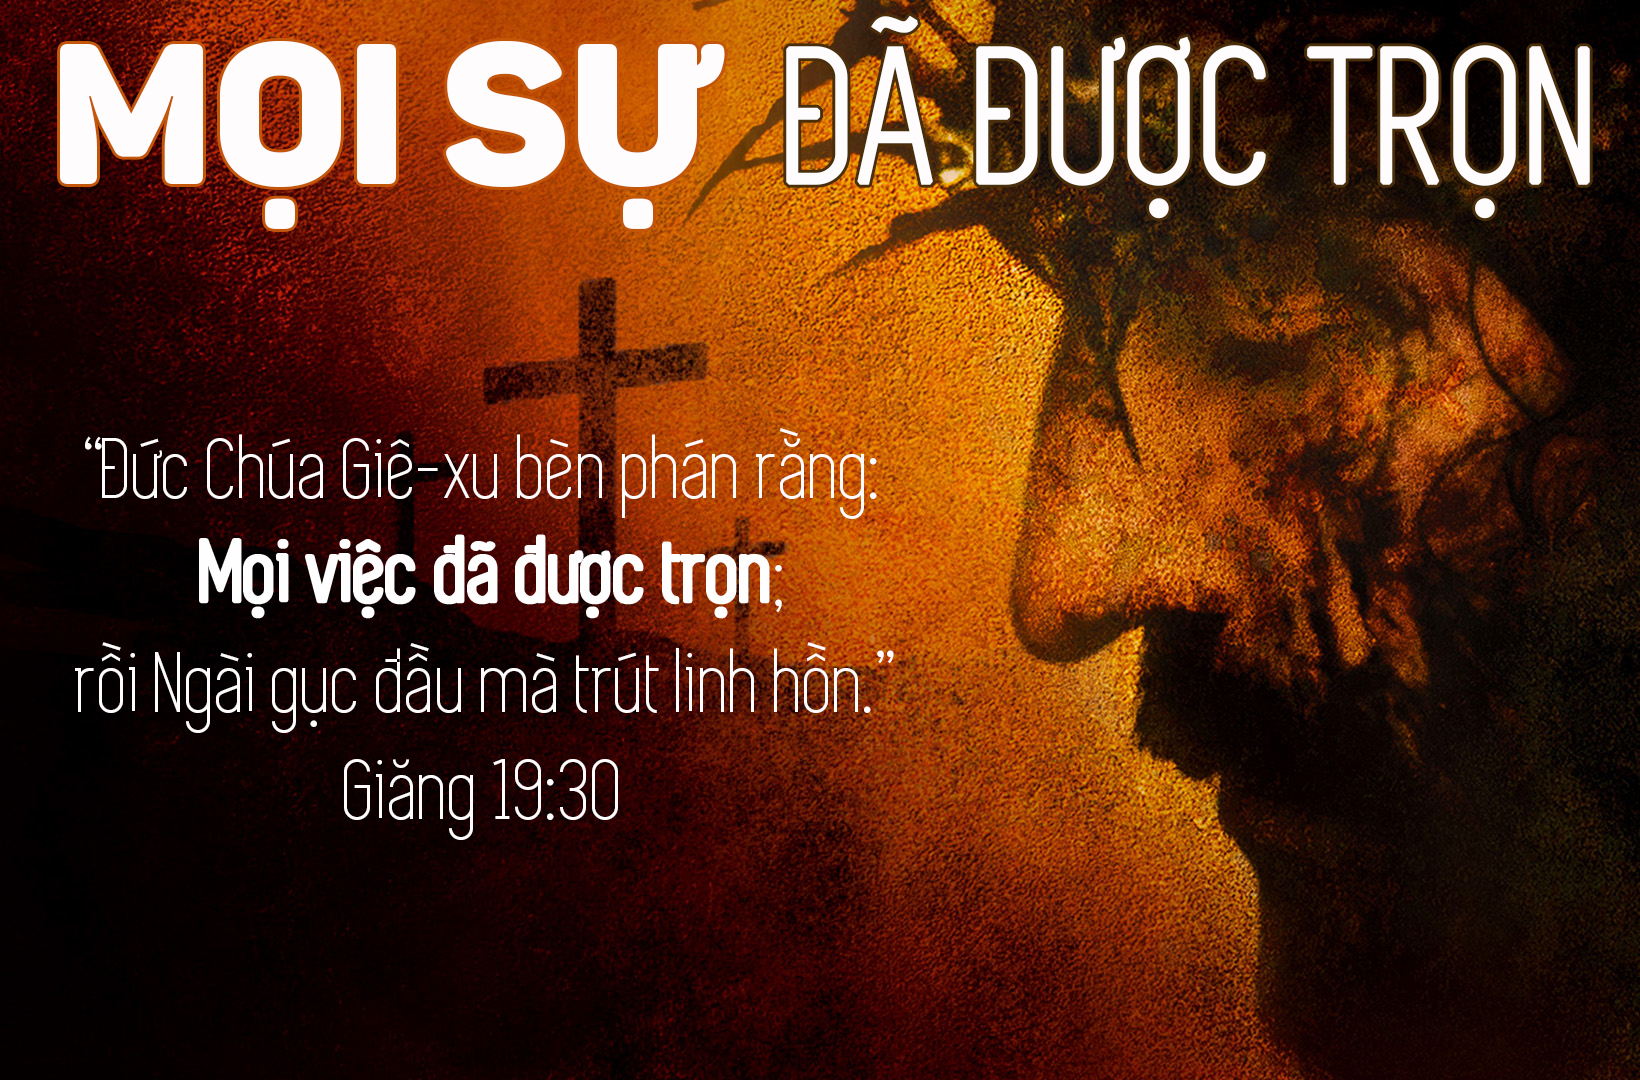 MỌI SỰ ĐÃ ĐƯỢC TRỌN
“Đức Chúa Giê-xu bèn phán rằng:
Mọi việc đã được trọn;
rồi Ngài gục đầu mà trút linh hồn.”
Giăng 19:30